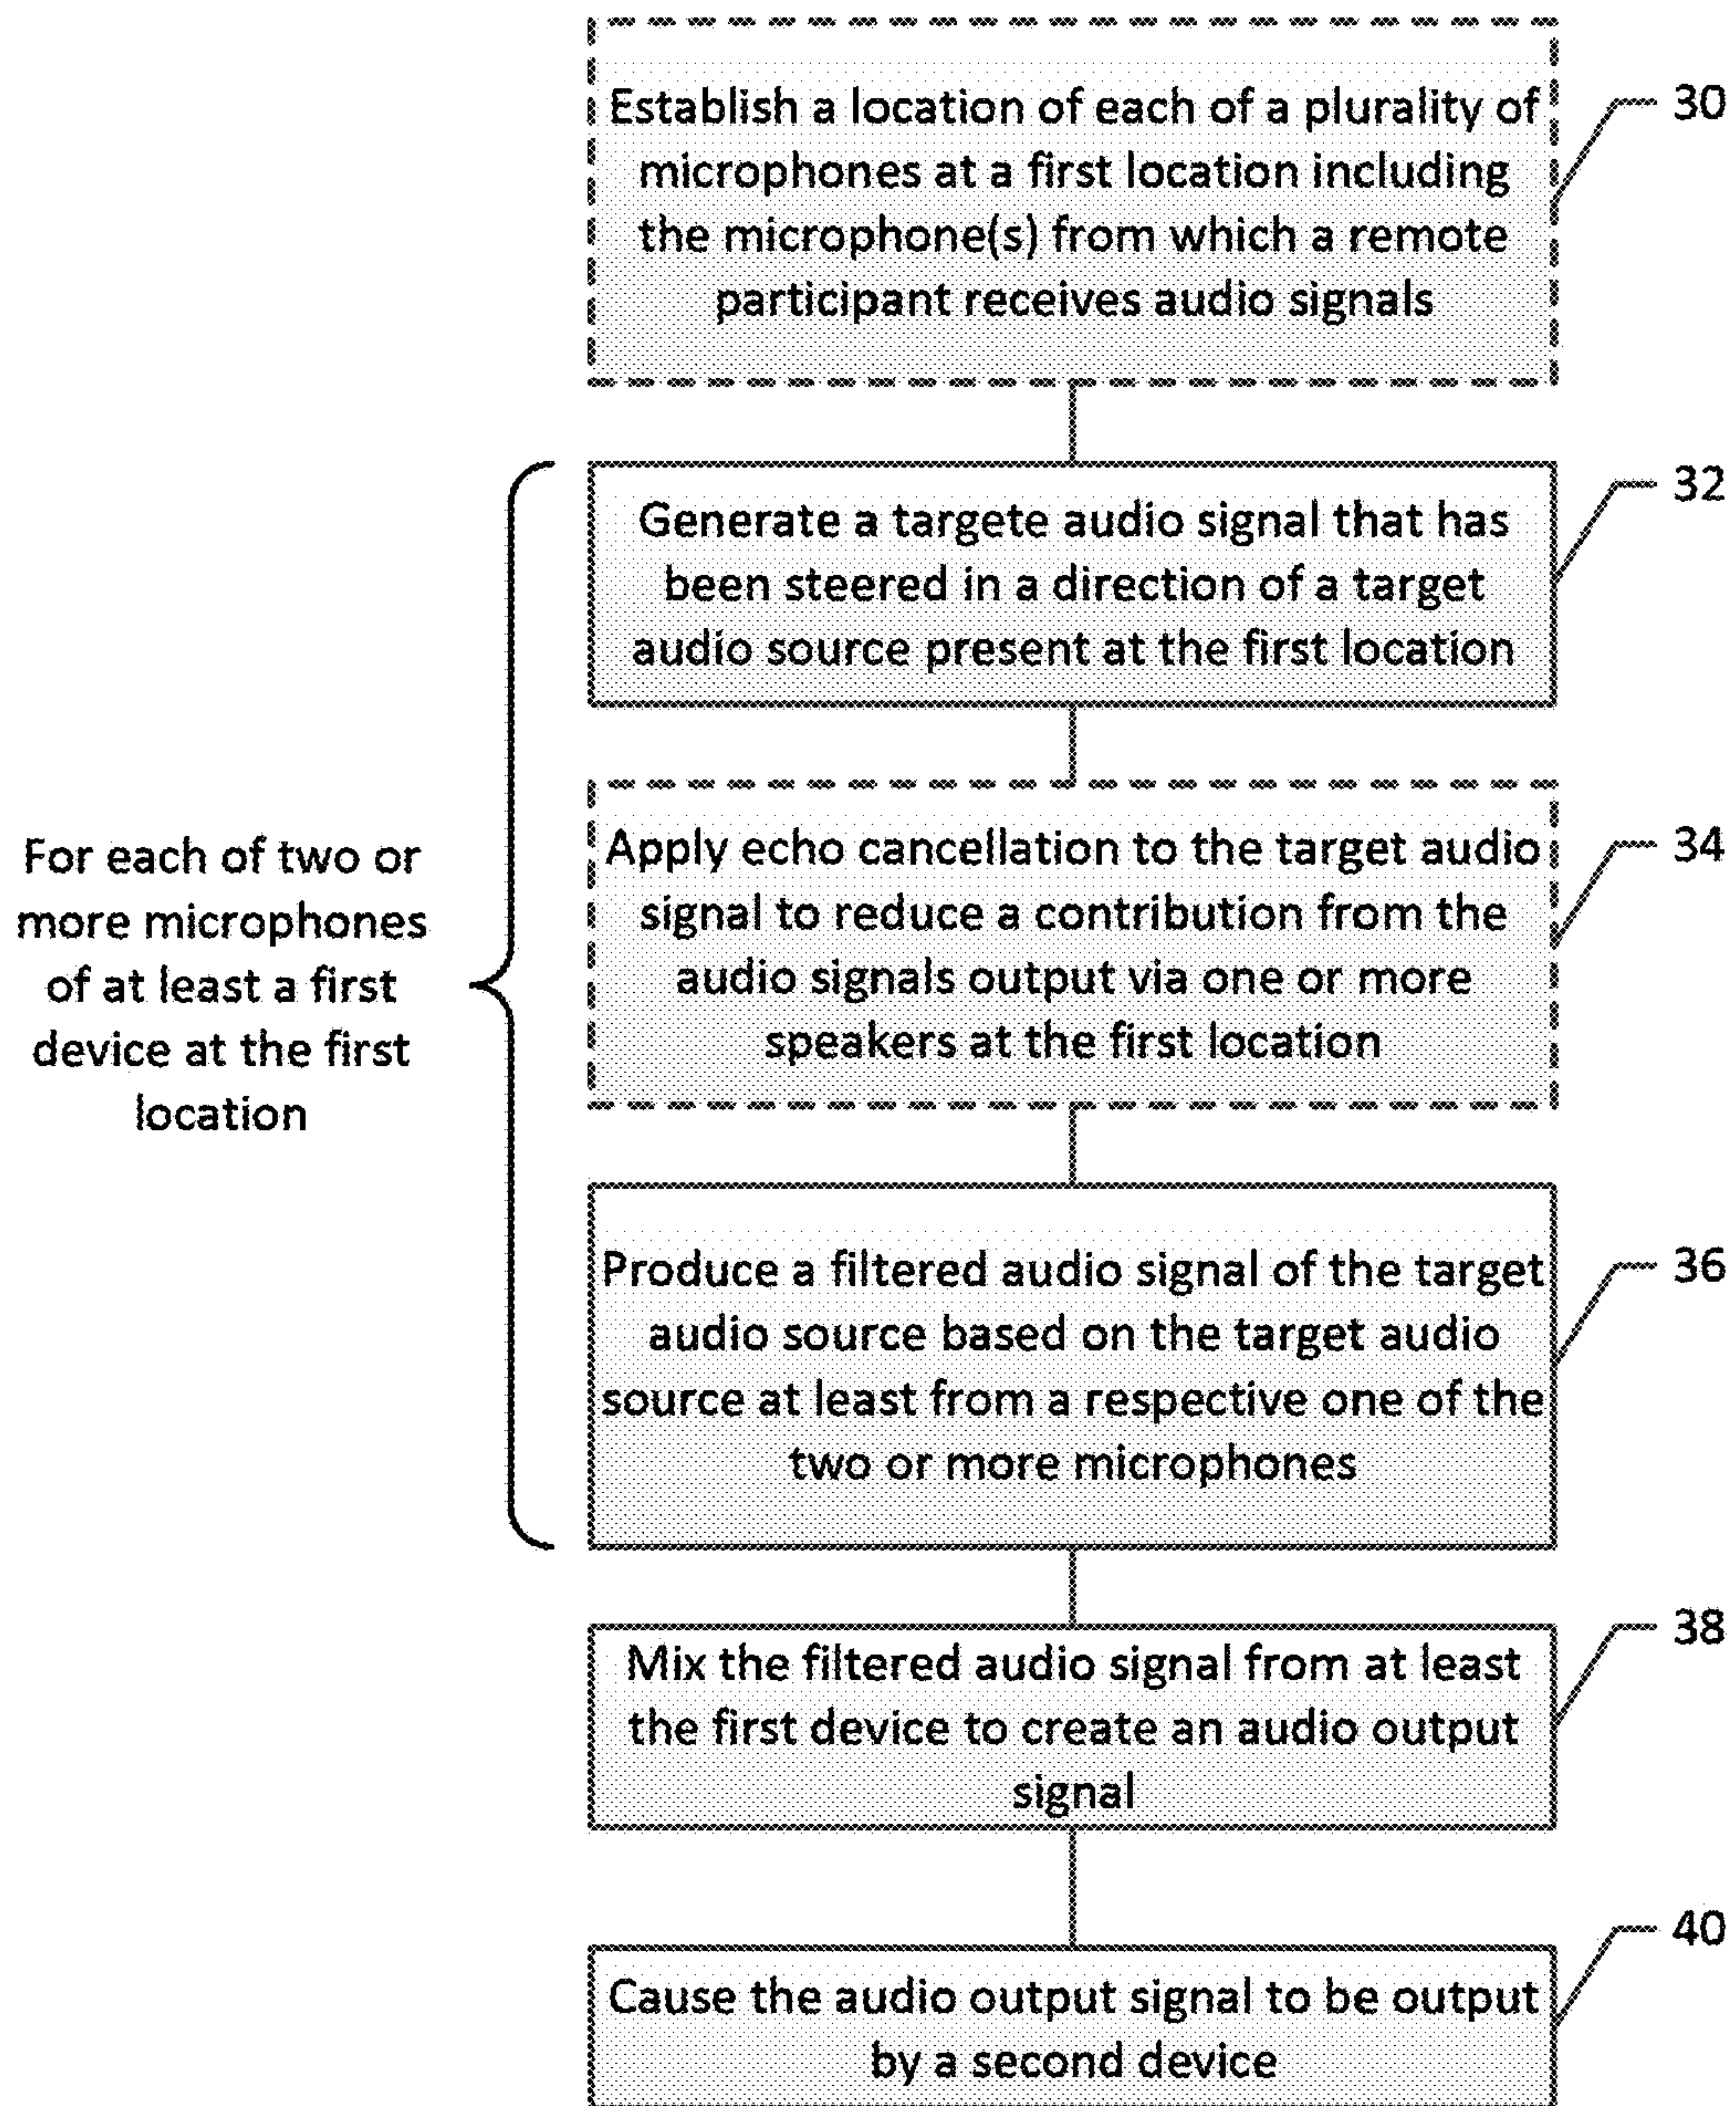 Establish a location of each of a plurality of
microphones at a first location including
the microphone(s) from which a remote
participant receives audio signals
30
Generate a targete audio signal that has
been steered in a direction of a target
audio source present at the first location
32
For each of two or
more microphones
of at least a first
device at the first
location
Apply echo cancellation to the target audio
signal to reduce a contribution from the
audio signals output via one or more
speakers at the first location
34
Produce a filtered audio signal of the target
audio source based on the target audio
source at least from a respective one of the
two or more microphones
36
Mix the filtered audio signal from at least
the first device to create an audio output
signal
38
Cause the audio output signal to be output
by a second device
40